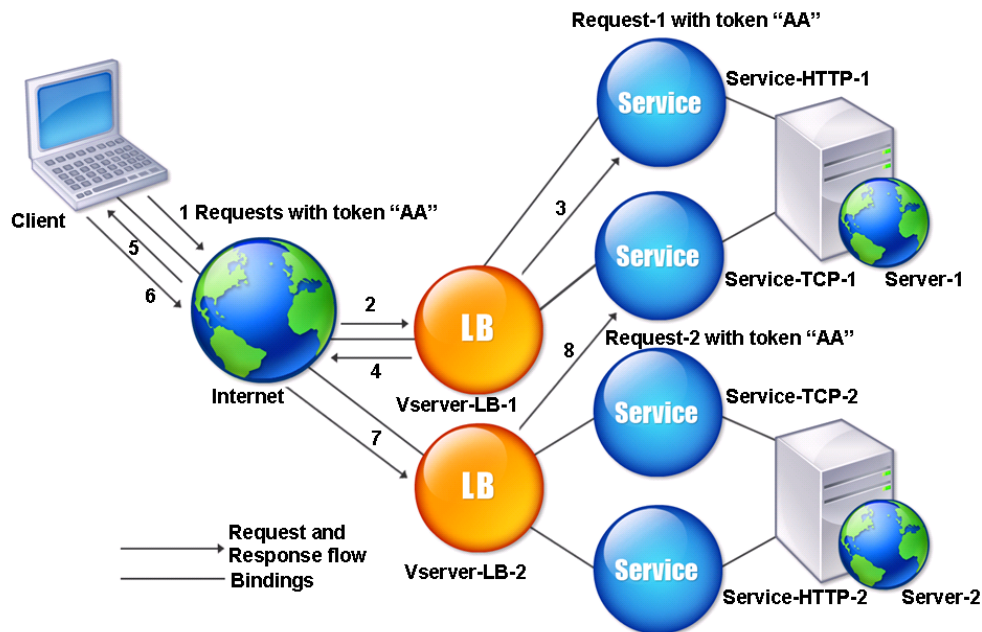 Request-1 with token “AA”
Service
Service-HTTP-1
Client
1 Requests with token “AA”
3
5
6
Service
Service-TCP-1
Server-1
2
LB
4
8
Request-2 with token “AA”
Internet
Vserver-LB-1
Service
Service-TCP-2
7
LB
Request and
Response flow
Bindings
Vserver-LB-2
Service
Service-HTTP-2
Server-2